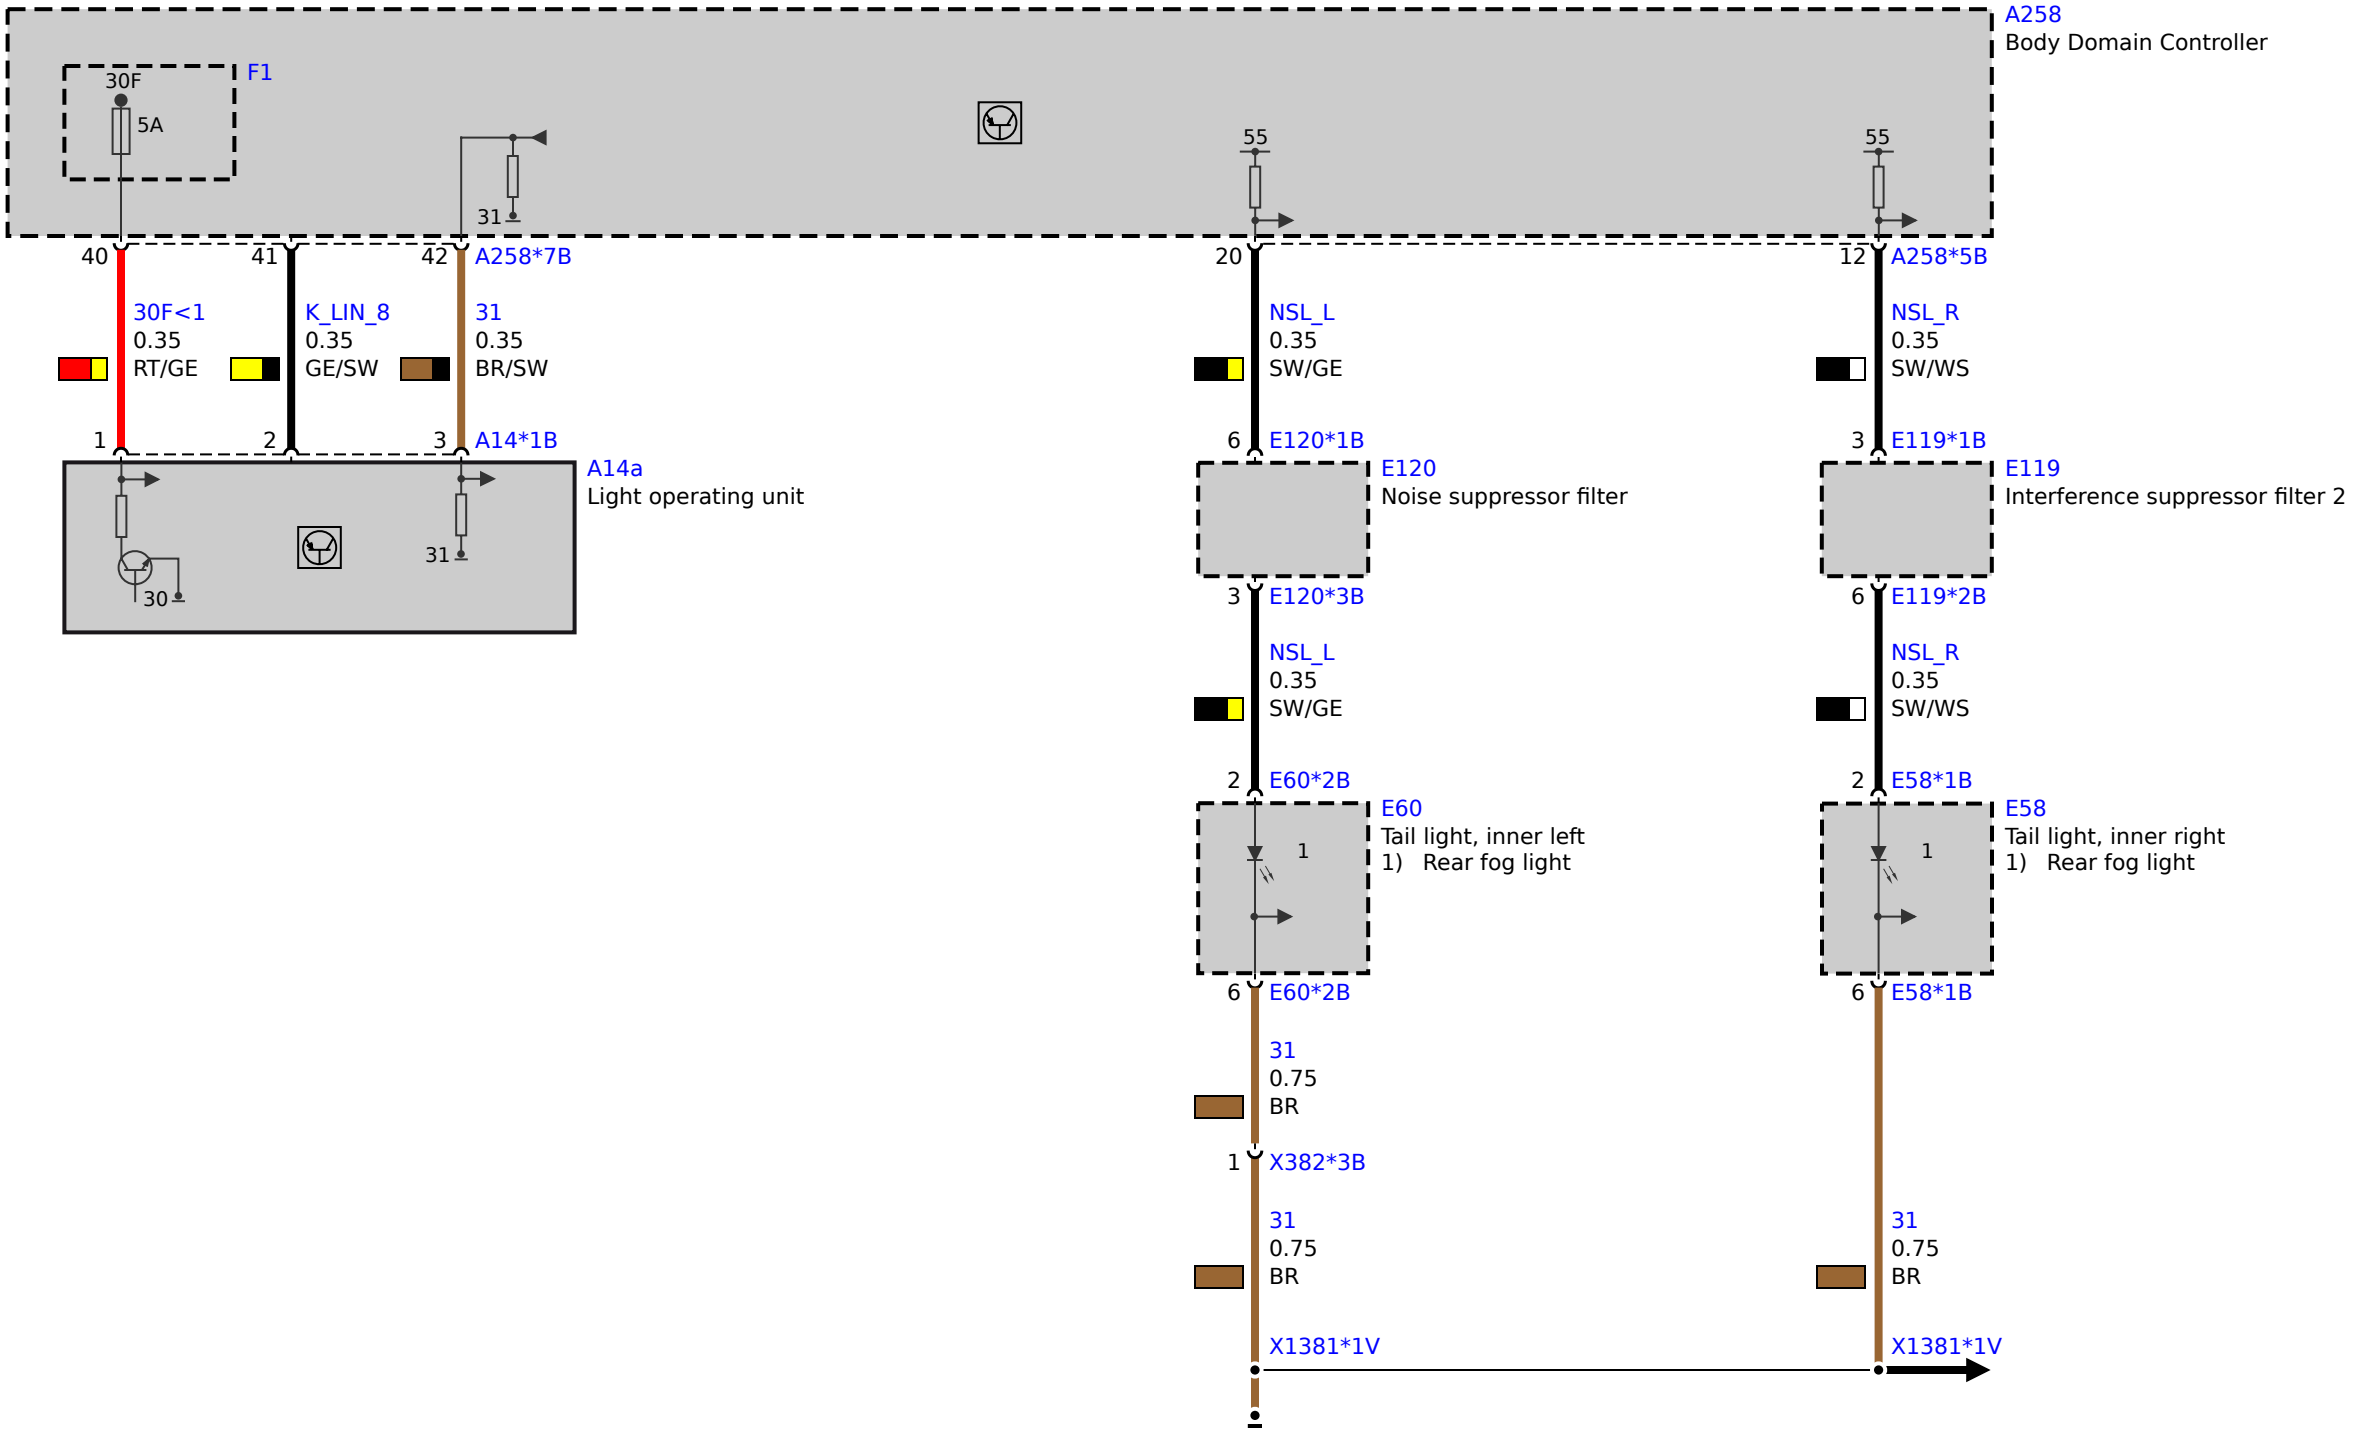 A258
Body Domain Controller
F1
30F
5A
31
55
55
40
41
42
A258*7B
20
12
A258*5B
30F<1
0.35
RT/GE
K_LIN_8
0.35
GE/SW
31
0.35
BR/SW
NSL_L
0.35
SW/GE
NSL_R
0.35
SW/WS
1
2
3
A14*1B
6
E120*1B
3
E119*1B
A14a
Light operating unit
31
30
E120
Noise suppressor filter
E119
Interference suppressor filter 2
3
E120*3B
6
E119*2B
NSL_L
0.35
SW/GE
NSL_R
0.35
SW/WS
2
E60*2B
2
E58*1B
1
E60
Tail light, inner left
1) Rear fog light
1
E58
Tail light, inner right
1) Rear fog light
6
E60*2B
6
E58*1B
31
0.75
BR
1
X382*3B
31
0.75
BR
31
0.75
BR
X1381*1V
X1381*1V